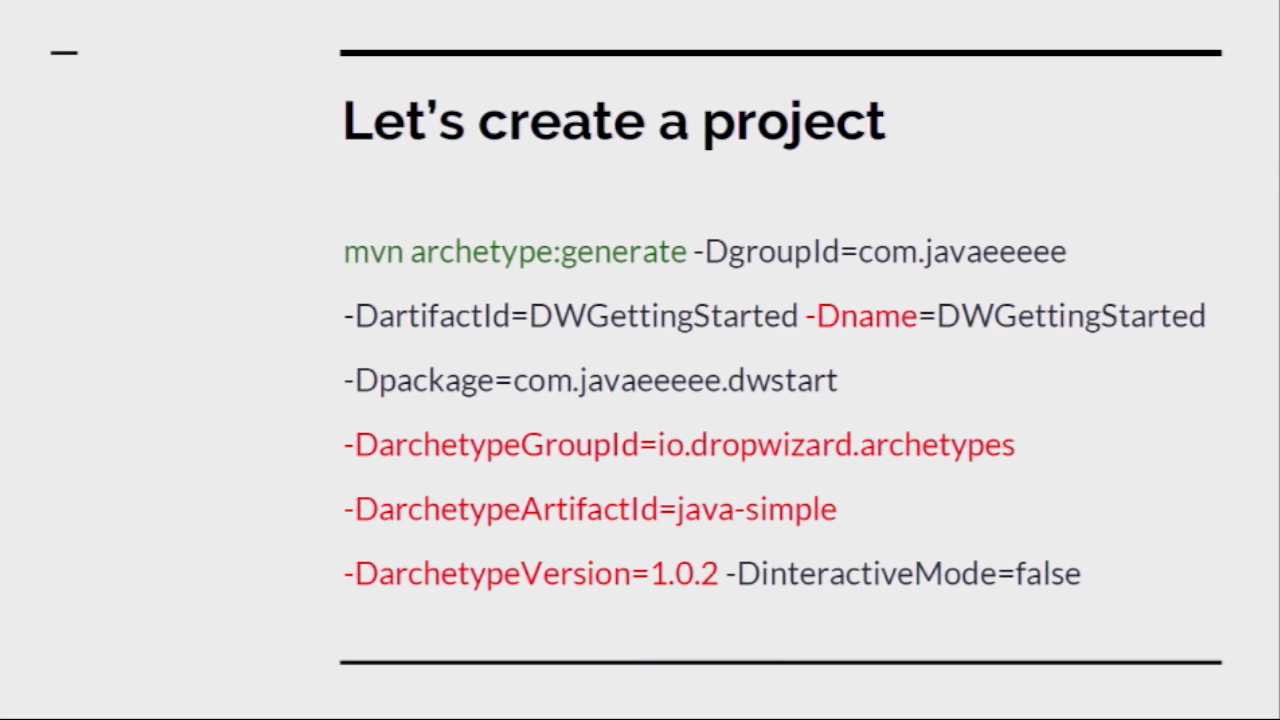 Let’s create a project
mvn archetype:generate -DgroupId=com.javaeeeee
-DartifactId=DWGettingStarted -Dname=DWGettingStarted
-Dpackage=com.javaeeeee.dwstart
-DarchetypeGroupId=io.dropwizard.archetypes
-DarchetypeArtifactId=java-simple
-DarchetypeVersion=1.0.2 -DinteractiveMode=false